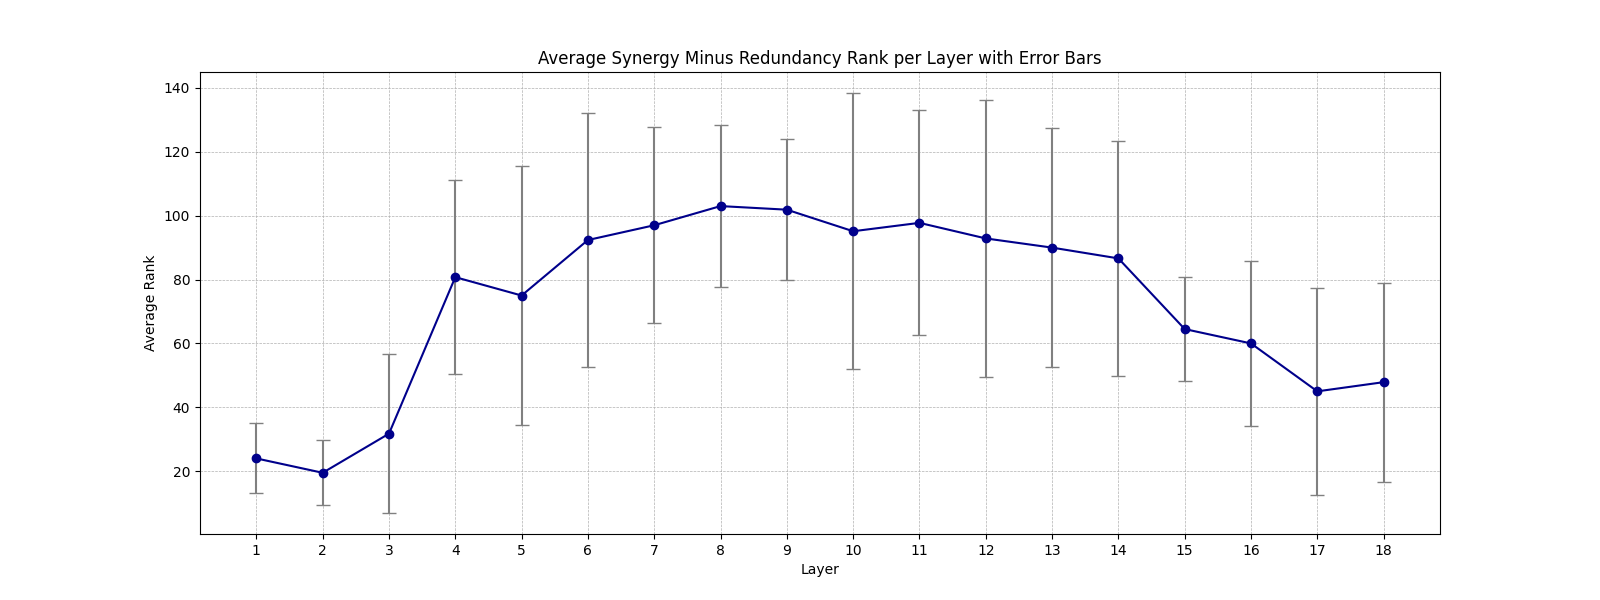 Average Synergy Minus Redundancy Rank per Layer with Error Bars
140
120
100
80
60
40
20
Average Rank
1 2 3 4 5 6 7 8 9 10 11 12 13 14 15 16 17 18
Layer